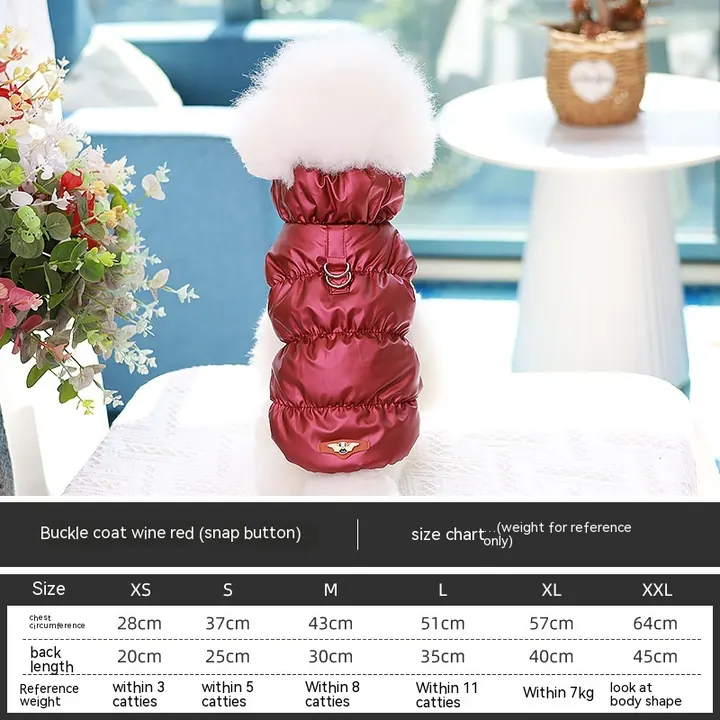 Buckle coat wine red (snap button)
size chart...(weight for reference
only)
Size XS S M L XL XXL
chest
circumference 28cm 37cm 43cm 51cm 57cm 64cm
back
length 20cm 25cm 30cm 35cm 40cm 45cm
Reference
weight within 3
catties within 5
catties Within 8
catties Within 11
catties Within 7kg look at
body shape